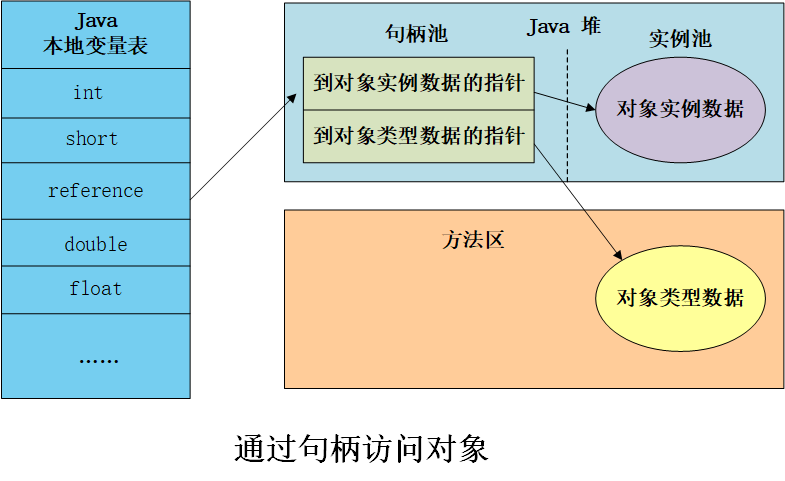 Java
本地变量表
int
short
reference
double
float
……
句柄池
Java 堆
实例池
到对象实例数据的指针
到对象类型数据的指针
对象实例数据
方法区
对象类型数据
通过句柄访问对象